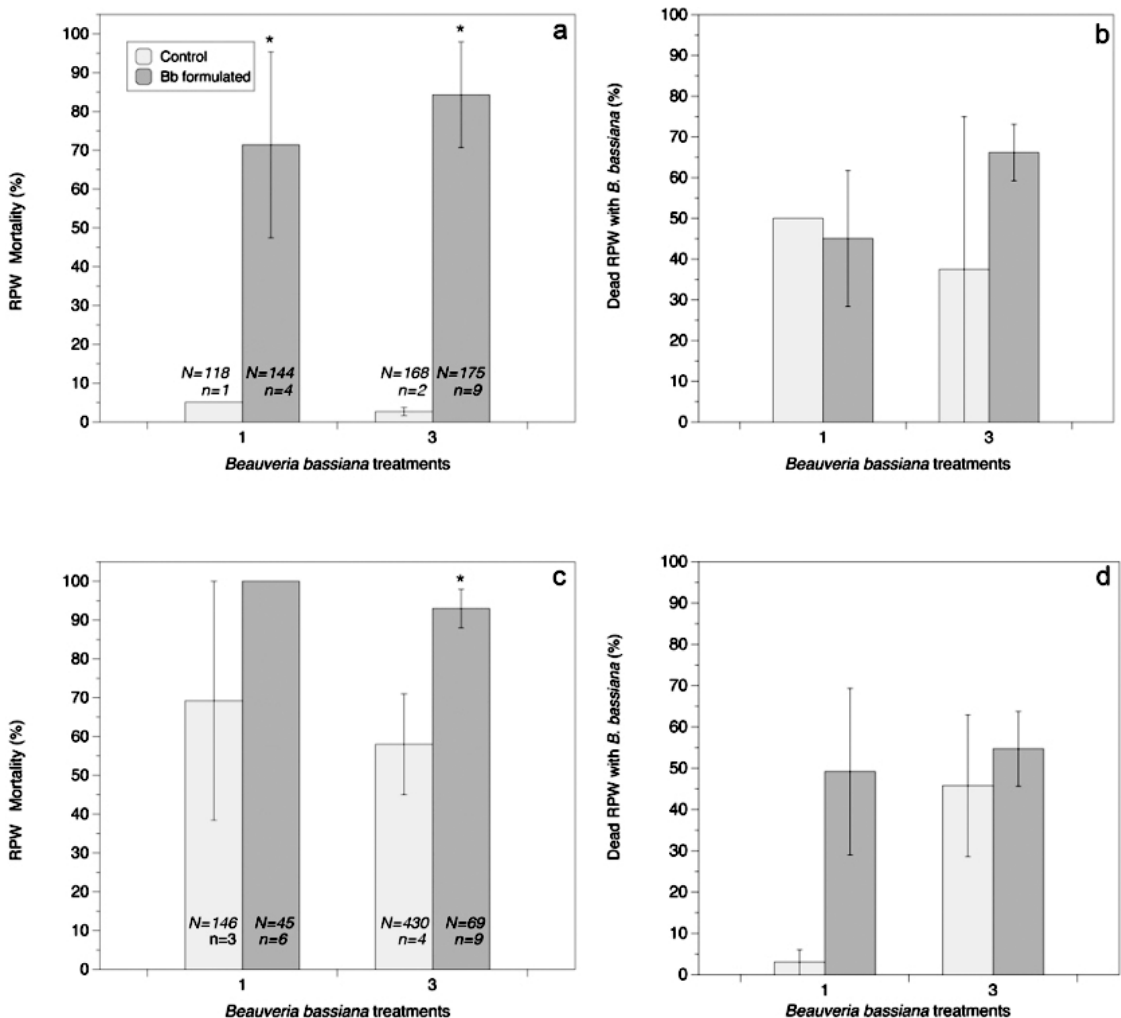 a
100
90
80
70
60
50
40
30
20
10
0
RPW Mortality (%)
Control
Bb formulated
*
*
N=118 N=144
n=1 n=4
N=168 N=175
n=2 n=9
1 3
Beauveria bassiana treatments
b
100
90
80
70
60
50
40
30
20
10
0
Dead RPW with B. bassiana (%)
1 3
Beauveria bassiana treatments
c
100
90
80
70
60
50
40
30
20
10
0
RPW Mortality (%)
*
N=146 N=45
n=3 n=6
N=430 N=69
n=4 n=9
1 3
Beauveria bassiana treatments
d
100
90
80
70
60
50
40
30
20
10
0
Dead RPW with B. bassiana (%)
1 3
Beauveria bassiana treatments